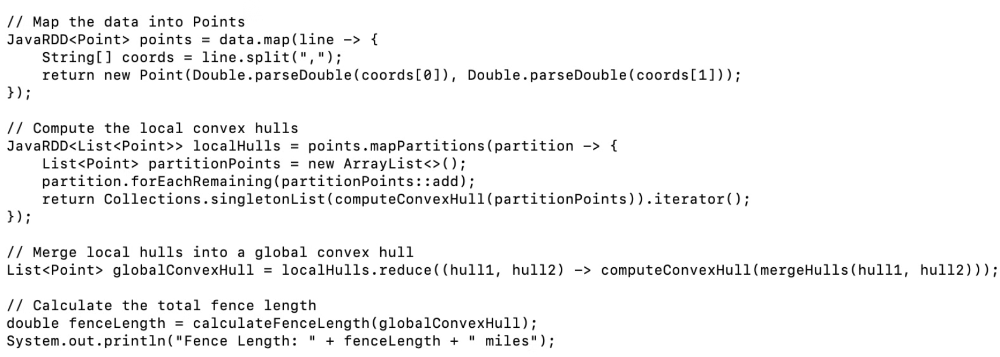 // Map the data into Points
JavaRDD<Point> points = data.map(line -> {
    String[] coords = line.split(",");
    return new Point(Double.parseDouble(coords[0]), Double.parseDouble(coords[1]));
});

// Compute the local convex hulls
JavaRDD<List<Point>> localHulls = points.mapPartitions(partition -> {
    List<Point> partitionPoints = new ArrayList<>();
    partition.forEachRemaining(partitionPoints::add);
    return Collections.singletonList(computeConvexHull(partitionPoints)).iterator();
});

// Merge local hulls into a global convex hull
List<Point> globalConvexHull = localHulls.reduce((hull1, hull2) -> computeConvexHull(mergeHulls(hull1, hull2)));

// Calculate the total fence length
double fenceLength = calculateFenceLength(globalConvexHull);
System.out.println("Fence Length: " + fenceLength + " miles");